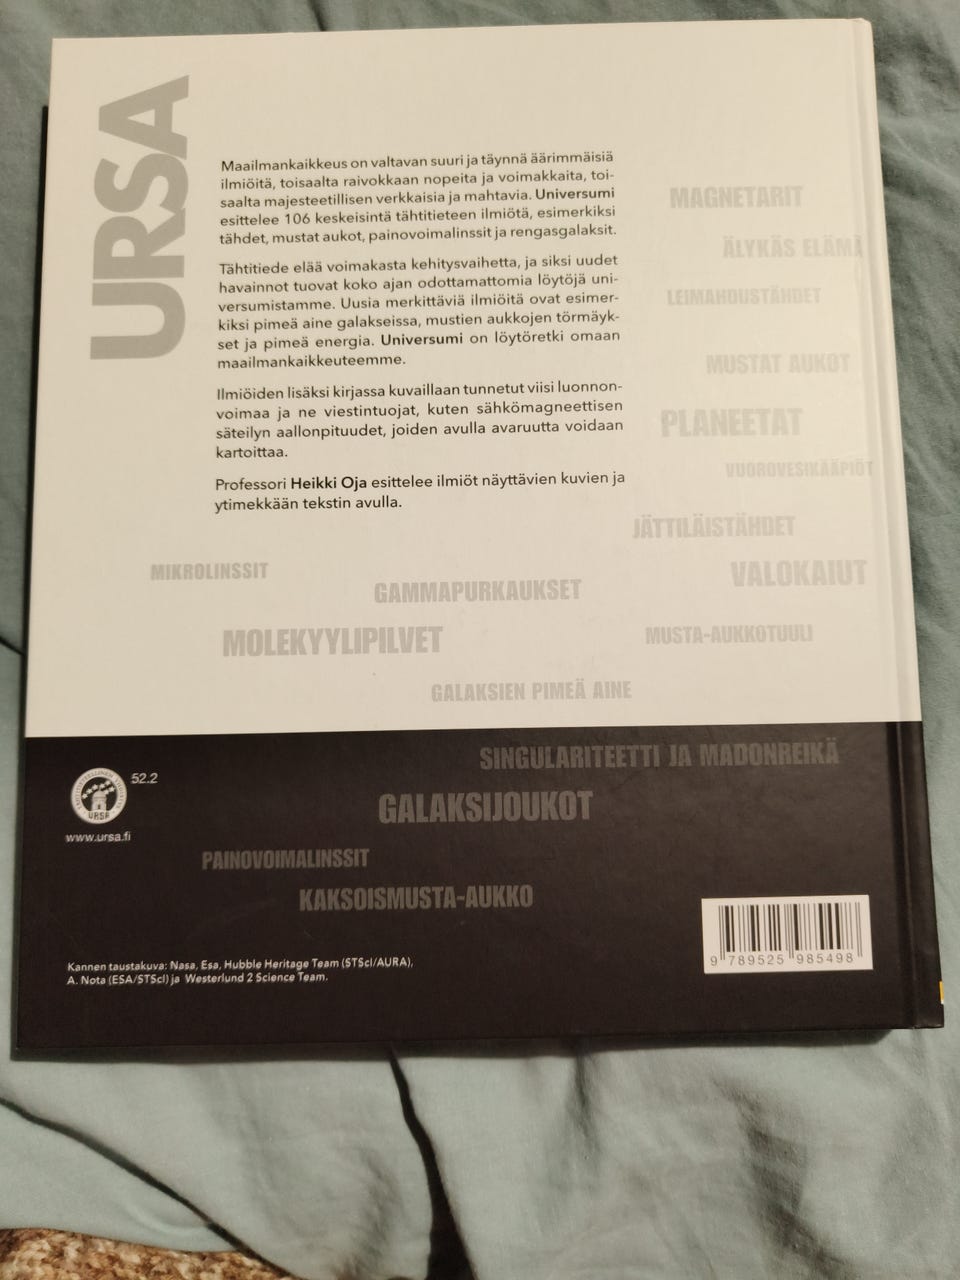 URSA
Maailmankaikkeus on valtavan suuri ja täynnä äärimmäisiä
ilmiöitä, toisaalta raivokkaan nopeita ja voimakkaita, toi-
saalta majesteetillisen verkkaisia ja mahtavia. Universumi
esittelee 106 keskeisintä tähtitieteen ilmiötä, esimerkiksi
tähdet, mustat aukot, painovoimalinssit ja rengasgalaksit.
Tähtitiede elää voimakasta kehitysvaihetta, ja siksi uudet
havainnot tuovat koko ajan odottamattomia löytöjä uni-
versumistamme. Uusia merkittäviä ilmiöitä ovat esimer-
kiksi pimeä aine galakseissa, mustien aukkojen törmäyk-
set ja pimeä energia. Universumi on löytöretki omaan
maailmankaikkeuteemme.
Ilmiöiden lisäksi kirjassa kuvaillaan tunnetut viisi luonnon-
voimaa ja ne viestintuojat, kuten sähkömagneettisen
säteilyn aallonpituudet, joiden avulla avaruutta voidaan
kartoittaa.
Professori Heikki Oja esittelee ilmiöt näyttävien kuvien ja
ytimekkään tekstin avulla.
MAGNETARIT
ÄLYKÄS ELÄMÄ
LEIMAHDUSTÄHDET
MUSTAT AUKOT
PLANEETAT
VUOROVESIKÄÄPIÖT
JÄTTILÄISTÄHDET
MIKROLINSSIT
VALOKAIUT
GAMMAPURKAUKSET
MOLEKYYLIPILVET
MUSTA-AUKKOTUULI
GALAKSIEN PIMEÄ AINE
SINGULARITEETTI JA MADONREIKÄ
52.2
URSA
GALAKSIJOUKOT
www.ursa.fi
PAINOVOIMALINSSIT
KAKSOISMUSTA-AUKKO
Kannen taustakuva: Nasa, Esa, Hubble Heritage Team (STScI/AURA),
A. Nota (ESA/STScI) ja Westerlund 2 Science Team.
9 789525 985498